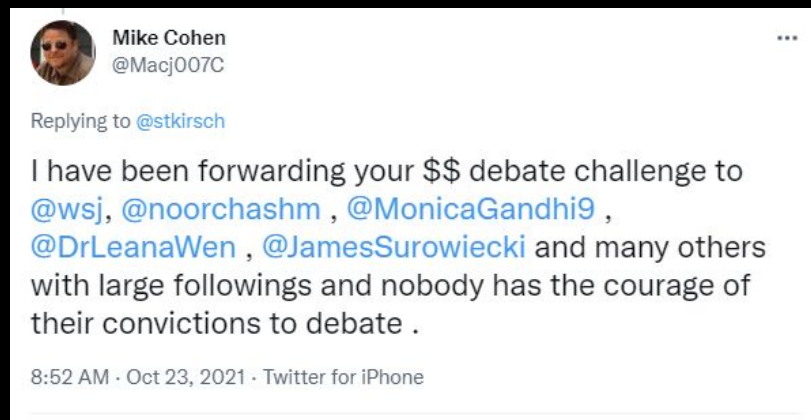 Mike Cohen
@Macj007C
Replying to @stkirsch
I have been forwarding your $$ debate challenge to
@wsj, @noorchashm , @MonicaGandhi9 ,
@DrLeanaWen , @JamesSurowiecki and many others
with large followings and nobody has the courage of
their convictions to debate .
8:52 AM · Oct 23, 2021 · Twitter for iPhone